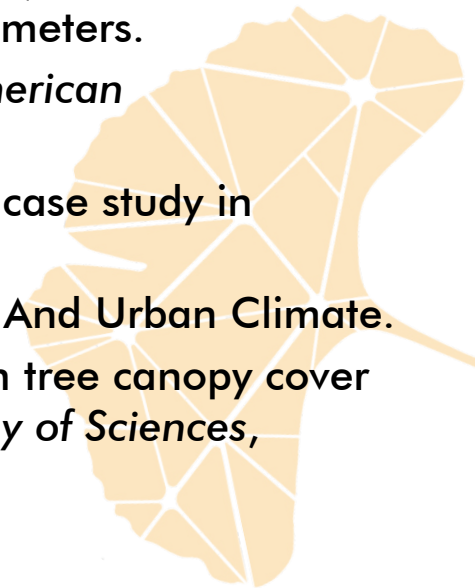 meters.
merican
case study in
And Urban Climate.
n tree canopy cover
y of Sciences,